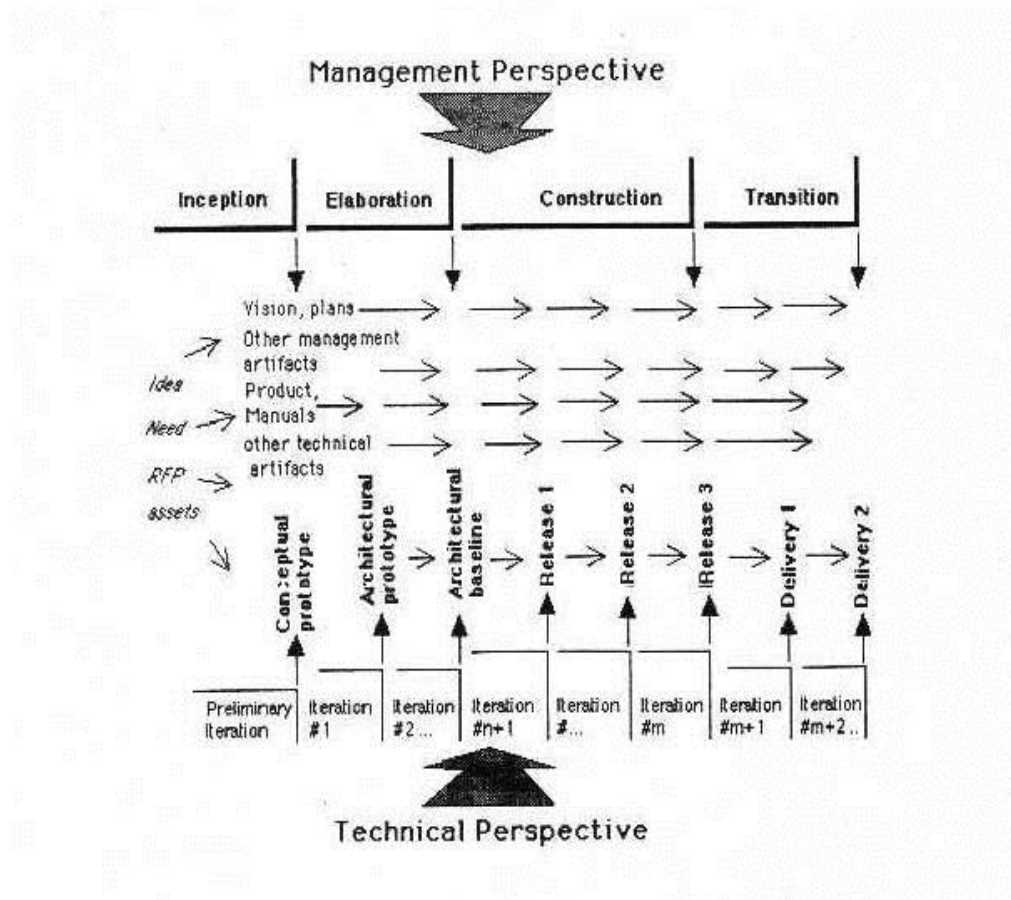 Management Perspective
Inception
Elaboration
Construction
Transition
Vision, plans
Other management
artifacts
Idea
Product,
Manuals
Need
other technical
artifacts
RFP
assets
Conceptual
prototype
Architectural
prototype
Architectural
baseline
Release 1
Release 2
Release 3
Delivery 1
Delivery 2
Preliminary
Iteration
Iteration
#1
Iteration
#2...
Iteration
#n+1
Iteration
#...
Iteration
#m
Iteration
#m+1
Iteration
#m+2..
Technical Perspective